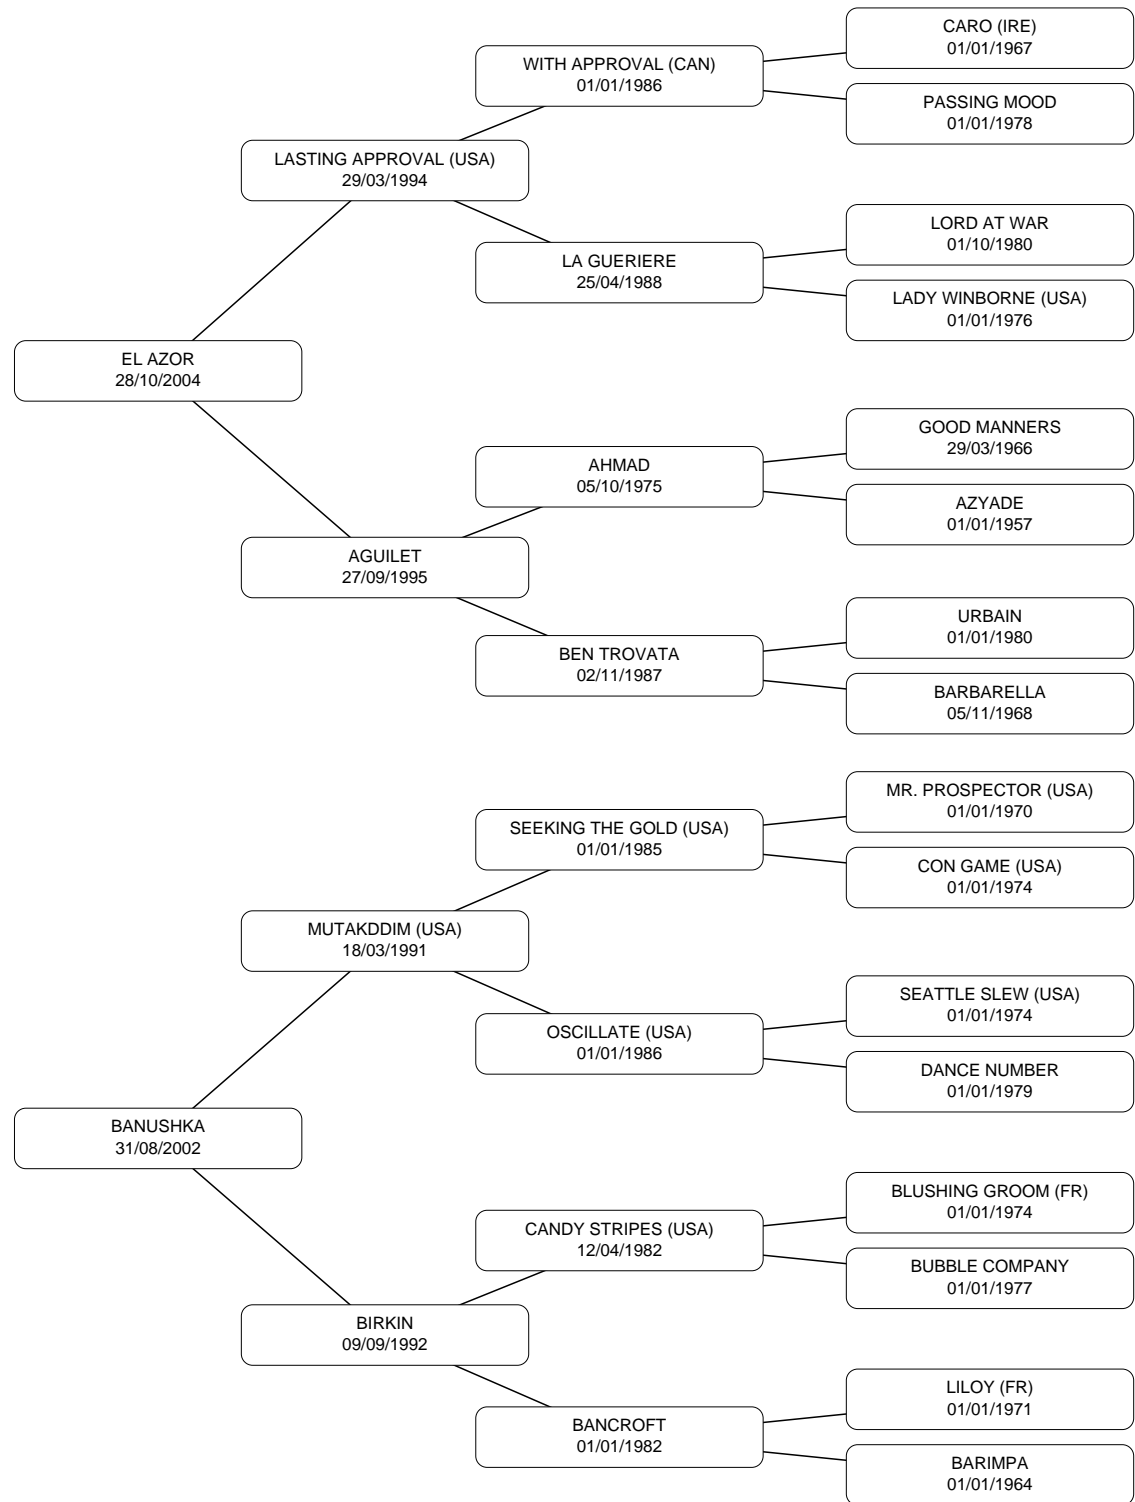 CARO (IRE)
01/01/1967
WITH APPROVAL (CAN)
01/01/1986
PASSING MOOD
01/01/1978
LASTING APPROVAL (USA)
29/03/1994
LORD AT WAR
01/10/1980
LA GUERIERE
25/04/1988
LADY WINBORNE (USA)
01/01/1976
EL AZOR
28/10/2004
GOOD MANNERS
29/03/1966
AHMAD
05/10/1975
AZYADE
01/01/1957
AGUILET
27/09/1995
URBAIN
01/01/1980
BEN TROVATA
02/11/1987
BARBARELLA
05/11/1968
MR. PROSPECTOR (USA)
01/01/1970
SEEKING THE GOLD (USA)
01/01/1985
CON GAME (USA)
01/01/1974
MUTAKDDIM (USA)
18/03/1991
SEATTLE SLEW (USA)
01/01/1974
OSCILLATE (USA)
01/01/1986
DANCE NUMBER
01/01/1979
BANUSHKA
31/08/2002
BLUSHING GROOM (FR)
01/01/1974
CANDY STRIPES (USA)
12/04/1982
BUBBLE COMPANY
01/01/1977
BIRKIN
09/09/1992
LILOY (FR)
01/01/1971
BANCROFT
01/01/1982
BARIMPA
01/01/1964